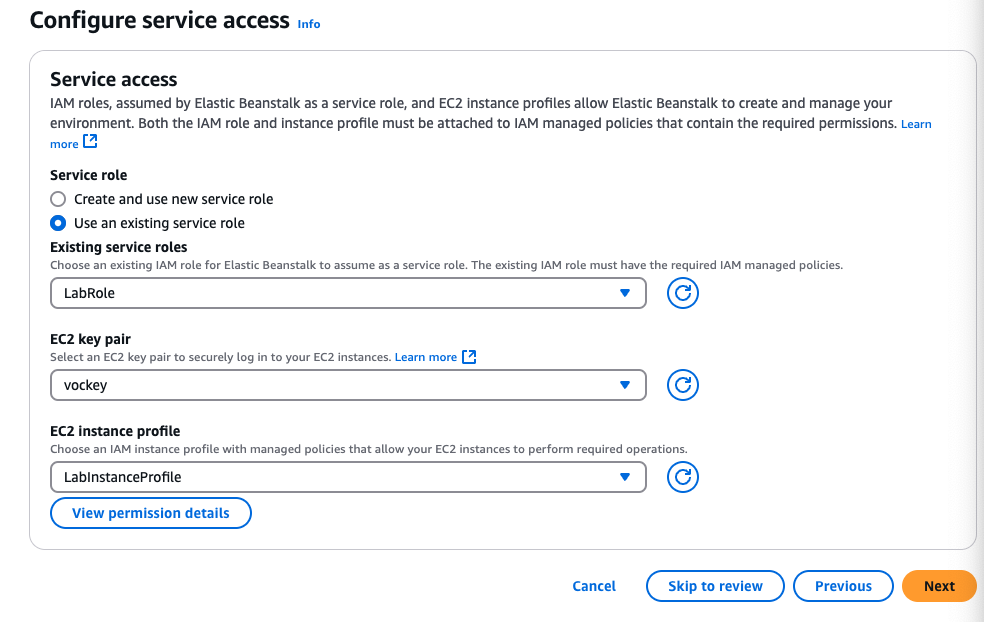 Configure service access Info
Service access
IAM roles, assumed by Elastic Beanstalk as a service role, and EC2 instance profiles allow Elastic Beanstalk to create and manage your
environment. Both the IAM role and instance profile must be attached to IAM managed policies that contain the required permissions. Learn
more
Service role
Create and use new service role
Use an existing service role
Existing service roles
Choose an existing IAM role for Elastic Beanstalk to assume as a service role. The existing IAM role must have the required IAM managed policies.
LabRole
EC2 key pair
Select an EC2 key pair to securely log in to your EC2 instances. Learn more
vockey
EC2 instance profile
Choose an IAM instance profile with managed policies that allow your EC2 instances to perform required operations.
LabInstanceProfile
View permission details
Cancel Skip to review Previous Next